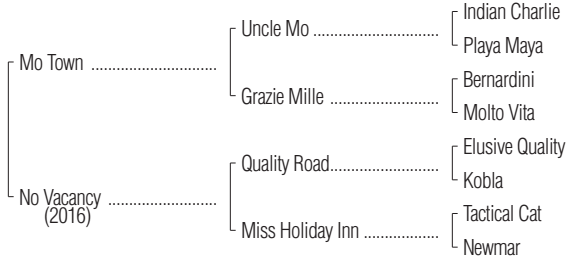 Indian Charlie
Uncle Mo
Playa Maya
Mo Town
Bernardini
Grazie Mille
Molto Vita
Elusive Quality
Quality Road
Kobla
No Vacancy
(2016)
Tactical Cat
Miss Holiday Inn
Newmar